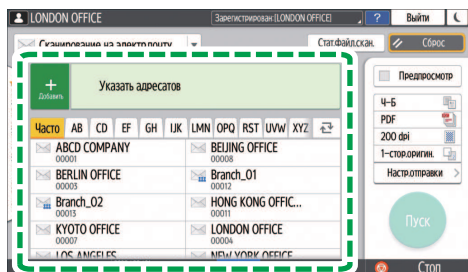 LONDON OFFICE
Зарегистрирован:[LONDON OFFICE]
?
Выйти
Сканирование на электр.почту
Стат.файл.скан.
Сброс
+
Добавить
Указать адресатов
Предпросмотр
Ч-Б
PDF
200 dpi
1-стор.оригин.
Настр.отправки >
Часто AB CD EF GH IJK LMN OPQ RST UVW XYZ
ABCD COMPANY
00001
BEIJING OFFICE
00008
BERLIN OFFICE
00003
Branch_01
00012
Branch_02
00013
HONG KONG OFFIC...
00011
KYOTO OFFICE
00007
LONDON OFFICE
00004
LOS ANGELES
NEW YORK OFFICE
Пуск
Стоп